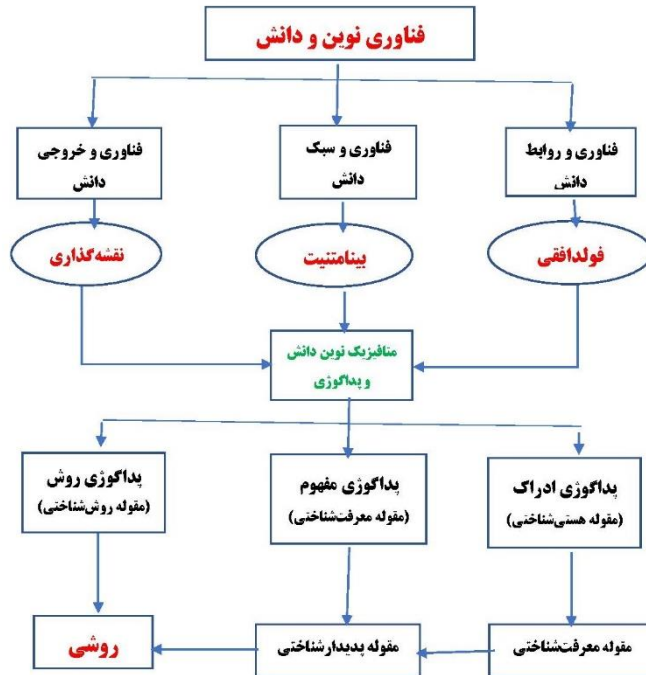 فناوری نوین و دانش
فناوری و روابط
دانش
فناوری و سبک
دانش
فناوری و خروجی
دانش
فولدافقی
بینامتنیت
نقشه‌گذاری
متافیزیک نوین دانش
و پداگوژی
پداگوژی ادراک
(مقوله هستی‌شناختی)
پداگوژی مفهوم
(مقوله معرفت‌شناختی)
پداگوژی روش
(مقوله روش‌شناختی)
مقوله معرفت‌شناختی
مقوله پدیدارشناختی
روشی